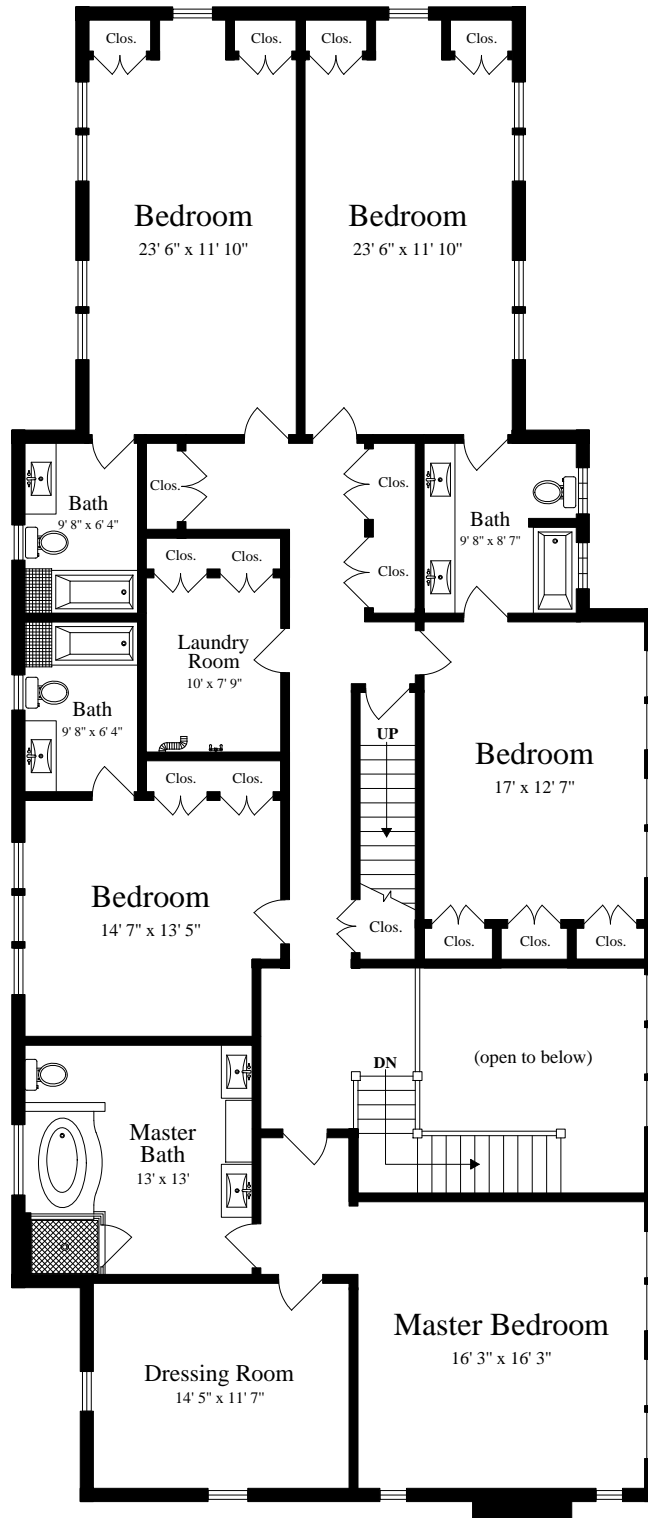 Clos.
Clos.
Clos.
Clos.
Bedroom
23' 6" x 11' 10"
Bedroom
23' 6" x 11' 10"
Clos.
Clos.
Bath
9' 8" x 6' 4"
Bath
9' 8" x 8' 7"
Clos.
Clos.
Clos.
Laundry
Room
10' x 7' 9"
Bath
9' 8" x 6' 4"
UP
Bedroom
17' x 12' 7"
Clos.
Clos.
Bedroom
14' 7" x 13' 5"
Clos.
Clos.
Clos.
Clos.
DN
(open to below)
Master
Bath
13' x 13'
Master Bedroom
16' 3" x 16' 3"
Dressing Room
14' 5" x 11' 7"